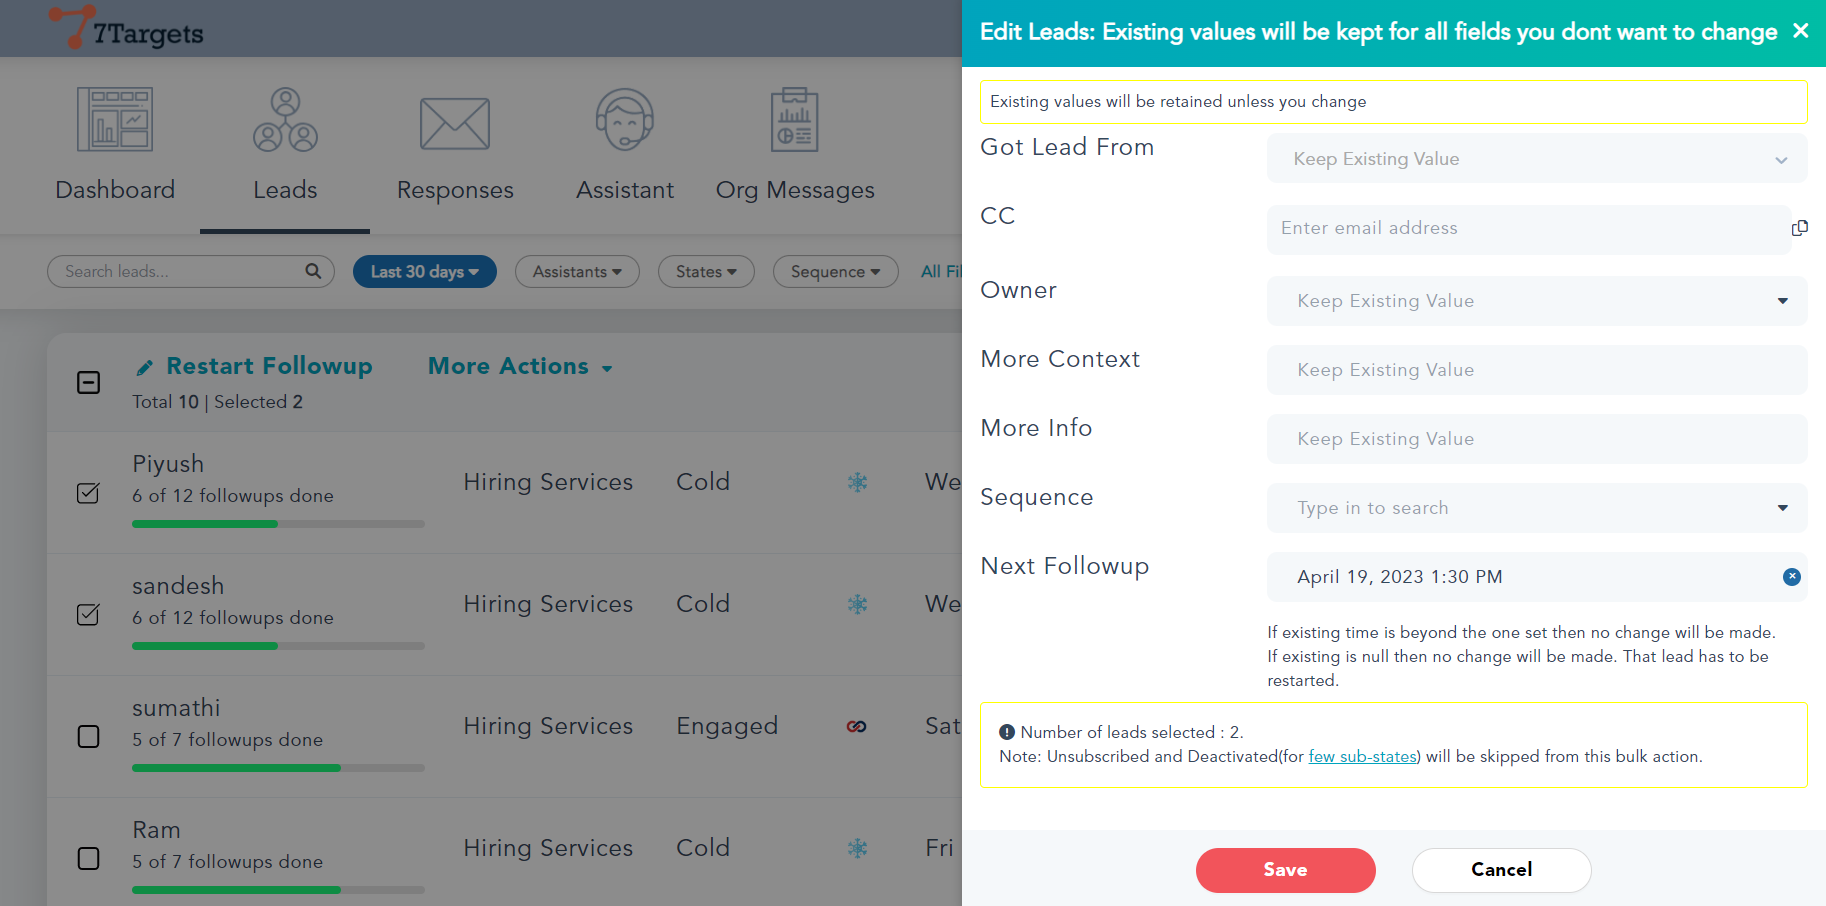 7Targets
Dashboard
Leads
Responses
Assistant
Org Messages
Search leads...
Last 30 days
Assistants
States
Sequence
All Fil
Restart Followup
More Actions
Total 10 | Selected 2
Piyush
6 of 12 followups done
Hiring Services
Cold
We
sandesh
6 of 12 followups done
Hiring Services
Cold
We
sumathi
5 of 7 followups done
Hiring Services
Engaged
Sat
Ram
5 of 7 followups done
Hiring Services
Cold
Fri
Edit Leads: Existing values will be kept for all fields you dont want to change
Existing values will be retained unless you change
Got Lead From
Keep Existing Value
CC
Enter email address
Owner
Keep Existing Value
More Context
Keep Existing Value
More Info
Keep Existing Value
Sequence
Type in to search
Next Followup
April 19, 2023 1:30 PM
If existing time is beyond the one set then no change will be made.
If existing is null then no change will be made. That lead has to be
restarted.
Number of leads selected : 2.
Note: Unsubscribed and Deactivated(for few sub-states) will be skipped from this bulk action.
Save
Cancel